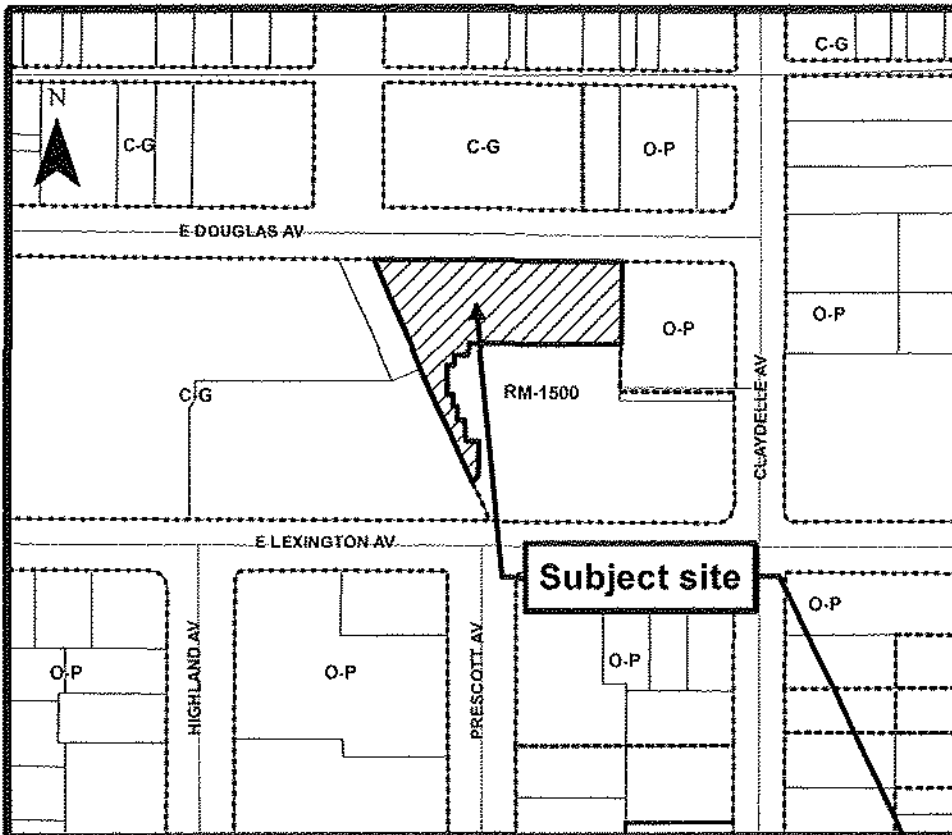 C-G
N
C-G
C-G
O-P
E DOUGLAS AV
O-P
O-P
C-G
RM-1500
CLAYDELLE AV
E LEXINGTON AV
Subject site
O-P
O-P
HIGHLAND AV
O-P
PRESCOTT AV
O-P